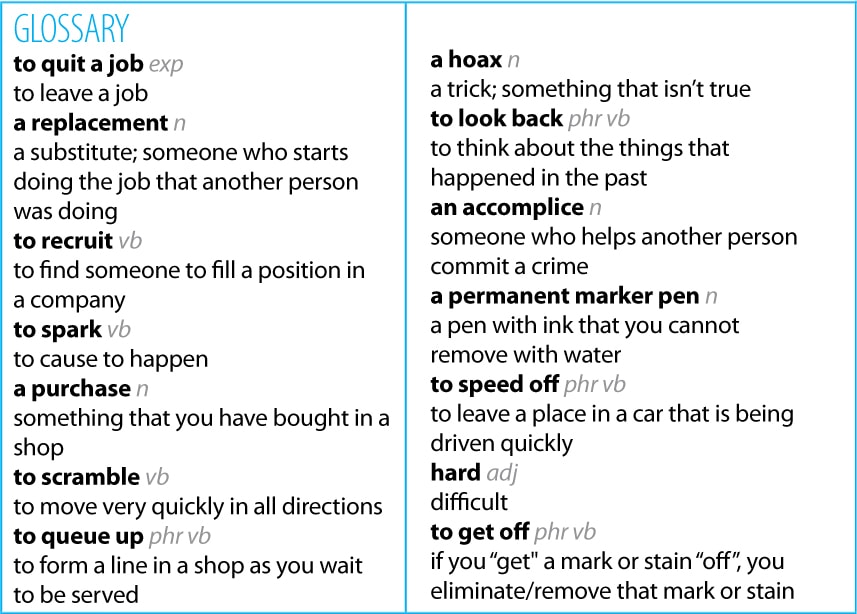 GLOSSARY
to quit a job exp
to leave a job
a replacement n
a substitute; someone who starts
doing the job that another person
was doing
to recruit vb
to find someone to fill a position in
a company
to spark vb
to cause to happen
a purchase n
something that you have bought in a
shop
to scramble vb
to move very quickly in all directions
to queue up phr vb
to form a line in a shop as you wait
to be served
a hoax n
a trick; something that isn’t true
to look back phr vb
to think about the things that
happened in the past
an accomplice n
someone who helps another person
commit a crime
a permanent marker pen n
a pen with ink that you cannot
remove with water
to speed off phr vb
to leave a place in a car that is being
driven quickly
hard adj
difficult
to get off phr vb
if you “get" a mark or stain “off”, you
eliminate/remove that mark or stain